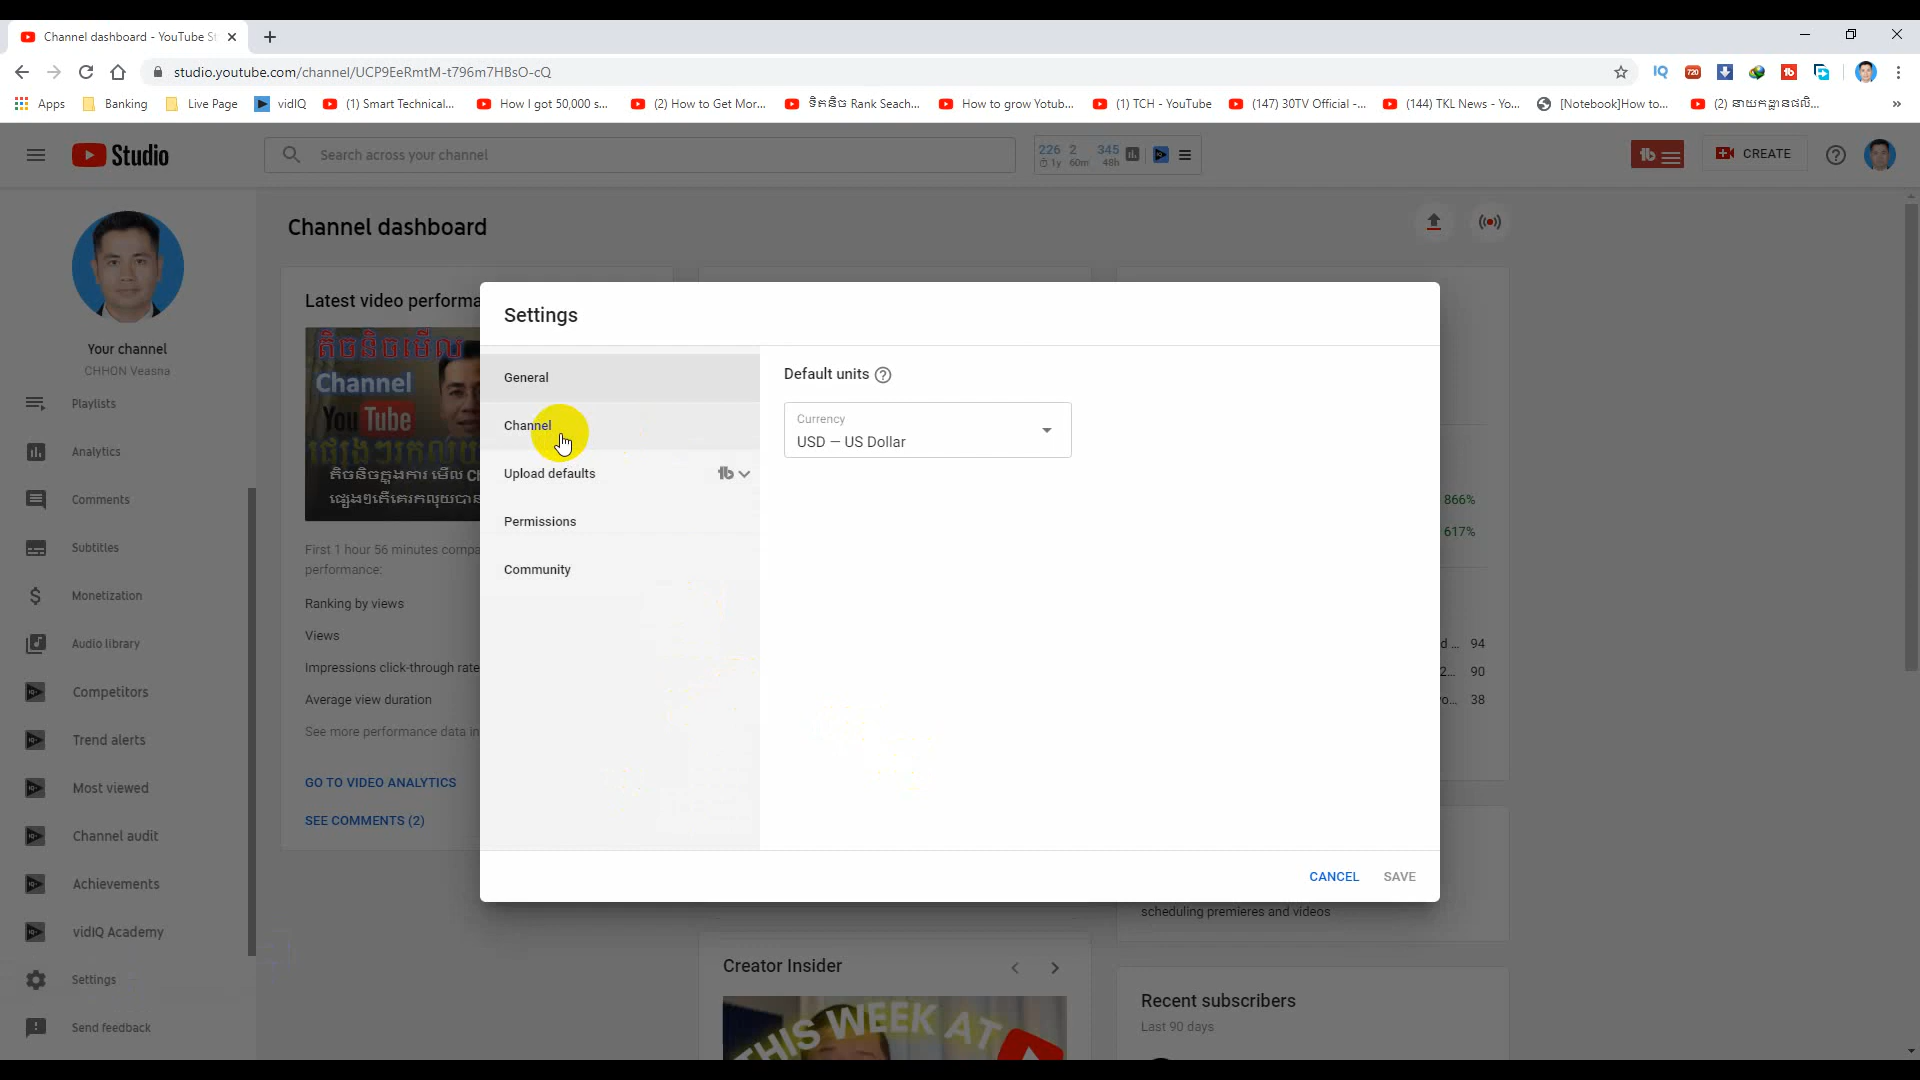 Channel dashboard - YouTube St
studio.youtube.com/channel/UCP9EeRmtM-t796m7HBsO-cQ
IQ
720
Apps
Banking
Live Page
vidIQ
(1) Smart Technical...
How I got 50,000 s...
(2) How to Get Mor...
Rank Seach...
How to grow Yotub...
(1) TCH - YouTube
(147) 30TV Official -...
(144) TKL News - Yo...
[Notebook]How to...
Studio
Search across your channel
226 2 345
1y 60m 48h
CREATE
Channel dashboard
Latest video performa
Channel
YouTube
Your channel
CHHON Veasna
Playlists
Analytics
Comments
Subtitles
Monetization
Audio library
Competitors
Trend alerts
Most viewed
Channel audit
Achievements
vidIQ Academy
Settings
Send feedback
First 1 hour 56 minutes compa
performance:
Ranking by views
Views
Impressions click-through rate
Average view duration
See more performance data in
GO TO VIDEO ANALYTICS
SEE COMMENTS (2)
Settings
General
Channel
Upload defaults
Permissions
Community
Default units
Currency
USD — US Dollar
CANCEL
SAVE
866%
617%
d ... 94
2... 90
o... 38
scheduling premieres and videos
Creator Insider
THIS WEEK AT
Recent subscribers
Last 90 days